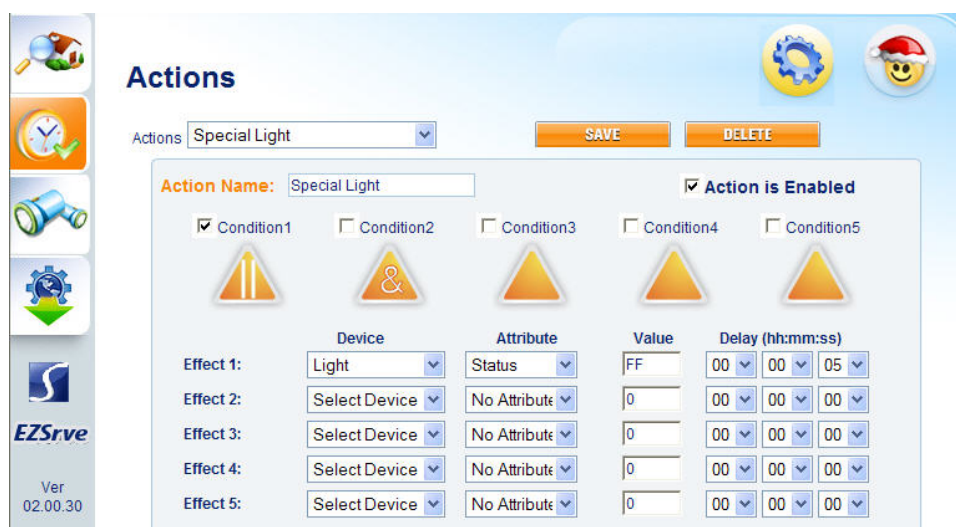 Actions
Actions Special Light SAVE DELETE
Action Name: Special Light Action is Enabled
Condition1 Condition2 Condition3 Condition4 Condition5
|| &
Device Attribute Value Delay (hh:mm:ss)
Effect 1: Light Status FF 00 00 05
Effect 2: Select Device No Attribute 0 00 00 00
Effect 3: Select Device No Attribute 0 00 00 00
Effect 4: Select Device No Attribute 0 00 00 00
Effect 5: Select Device No Attribute 0 00 00 00
EZSrve
Ver
02.00.30